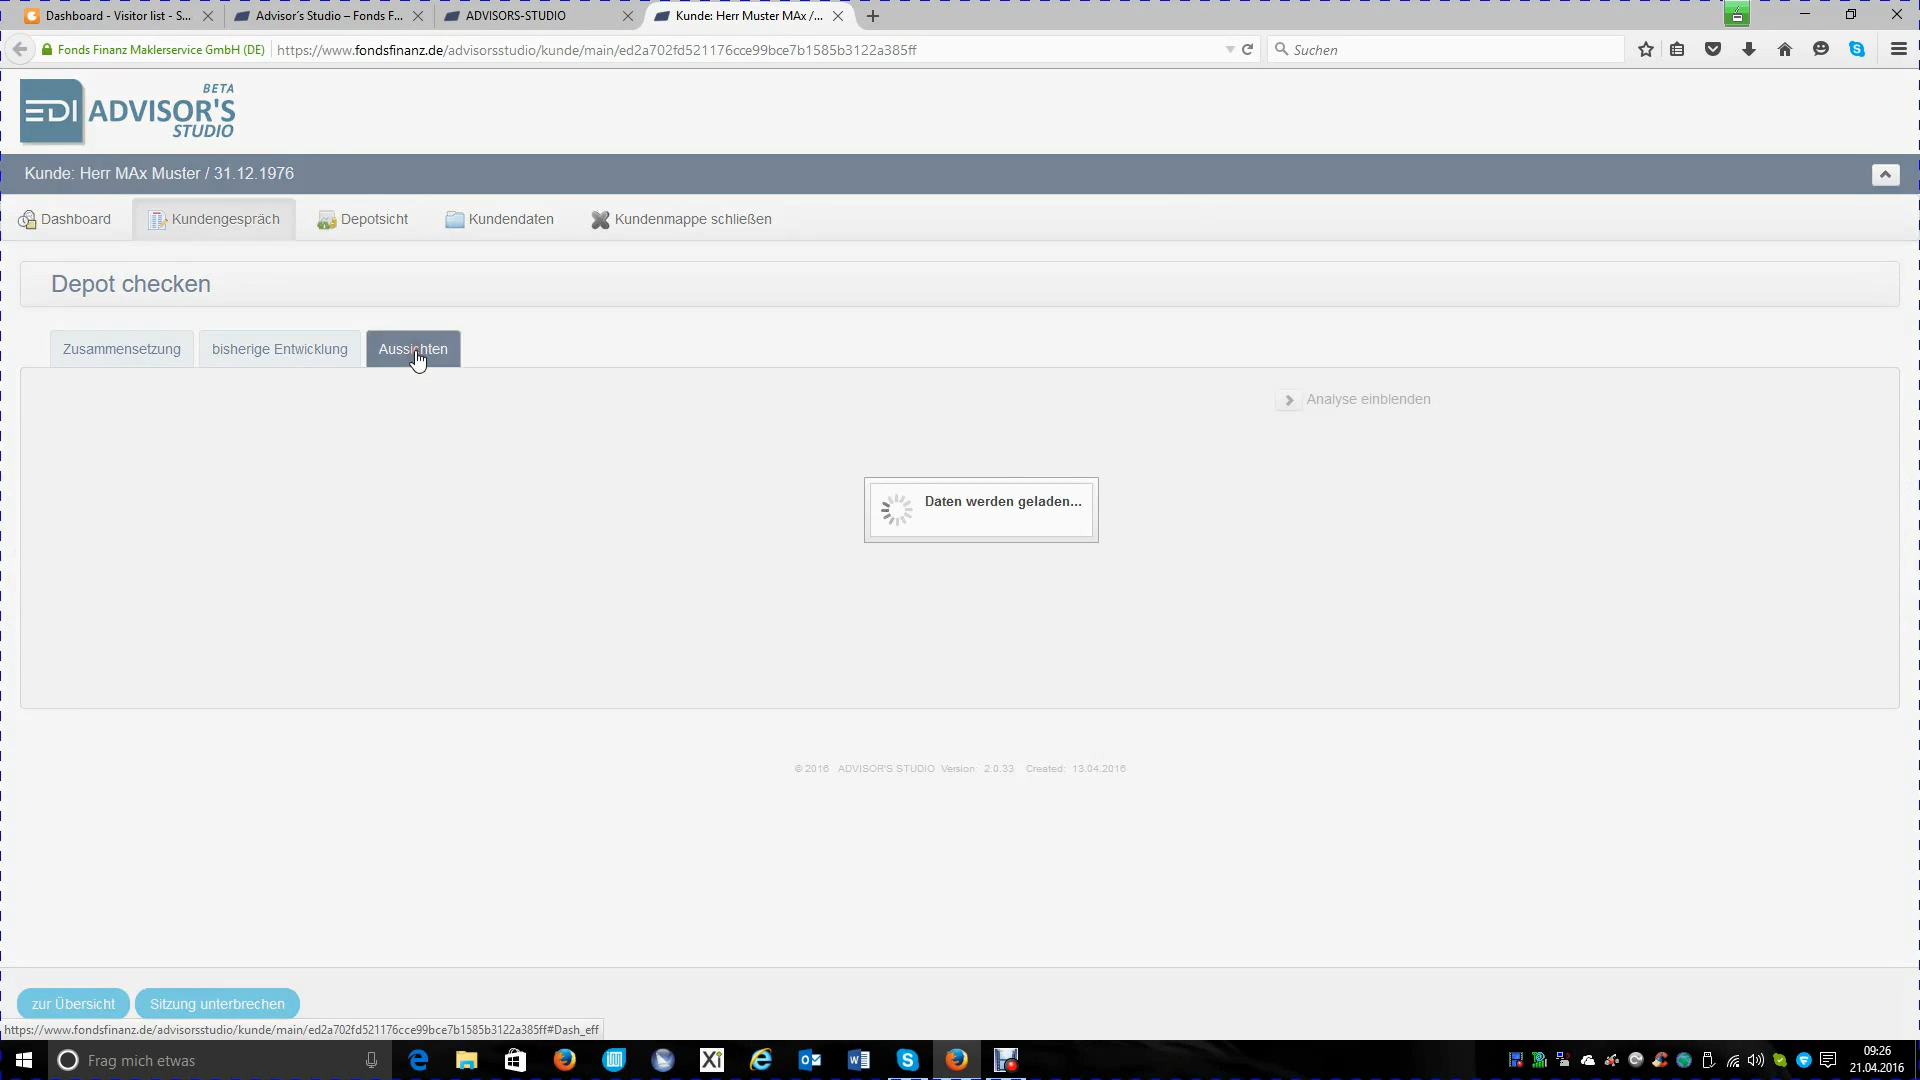 Dashboard - Visitor list - S...
Advisor´s Studio – Fonds F...
ADVISORS-STUDIO
Kunde: Herr Muster MAx /...
Fonds Finanz Maklerservice GmbH (DE)
https://www.fondsfinanz.de/advisorsstudio/kunde/main/ed2a702fd521176cce99bce7b1585b3122a385ff
Suchen
BETA
EDI ADVISOR'S
STUDIO
Kunde: Herr MAx Muster / 31.12.1976
Dashboard
Kundengespräch
Depotsicht
Kundendaten
Kundenmappe schließen
Depot checken
Zusammensetzung
bisherige Entwicklung
Aussichten
Analyse einblenden
Daten werden geladen...
© 2016 ADVISOR'S STUDIO Version: 2.0.33 Created: 13.04.2016
zur Übersicht
Sitzung unterbrechen
https://www.fondsfinanz.de/advisorsstudio/kunde/main/ed2a702fd521176cce99bce7b1585b3122a385ff#Dash_eff
Frag mich etwas
Xi
09:26
21.04.2016